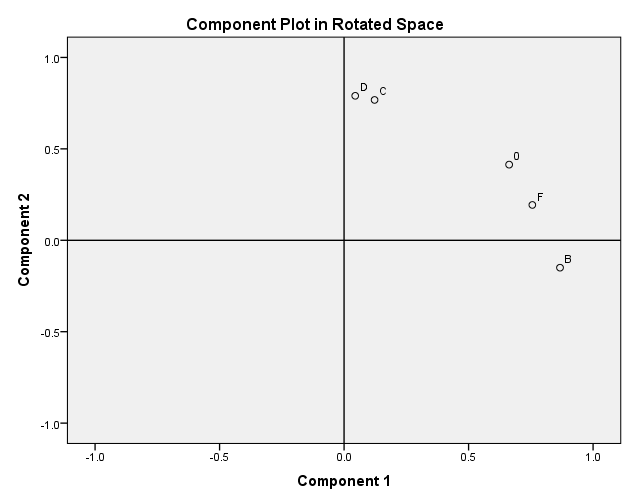 Component Plot in Rotated Space
1.0
D
C
0.5
0
F
Component 2
0.0
B
-0.5
-1.0
-1.0 -0.5 0.0 0.5 1.0
Component 1